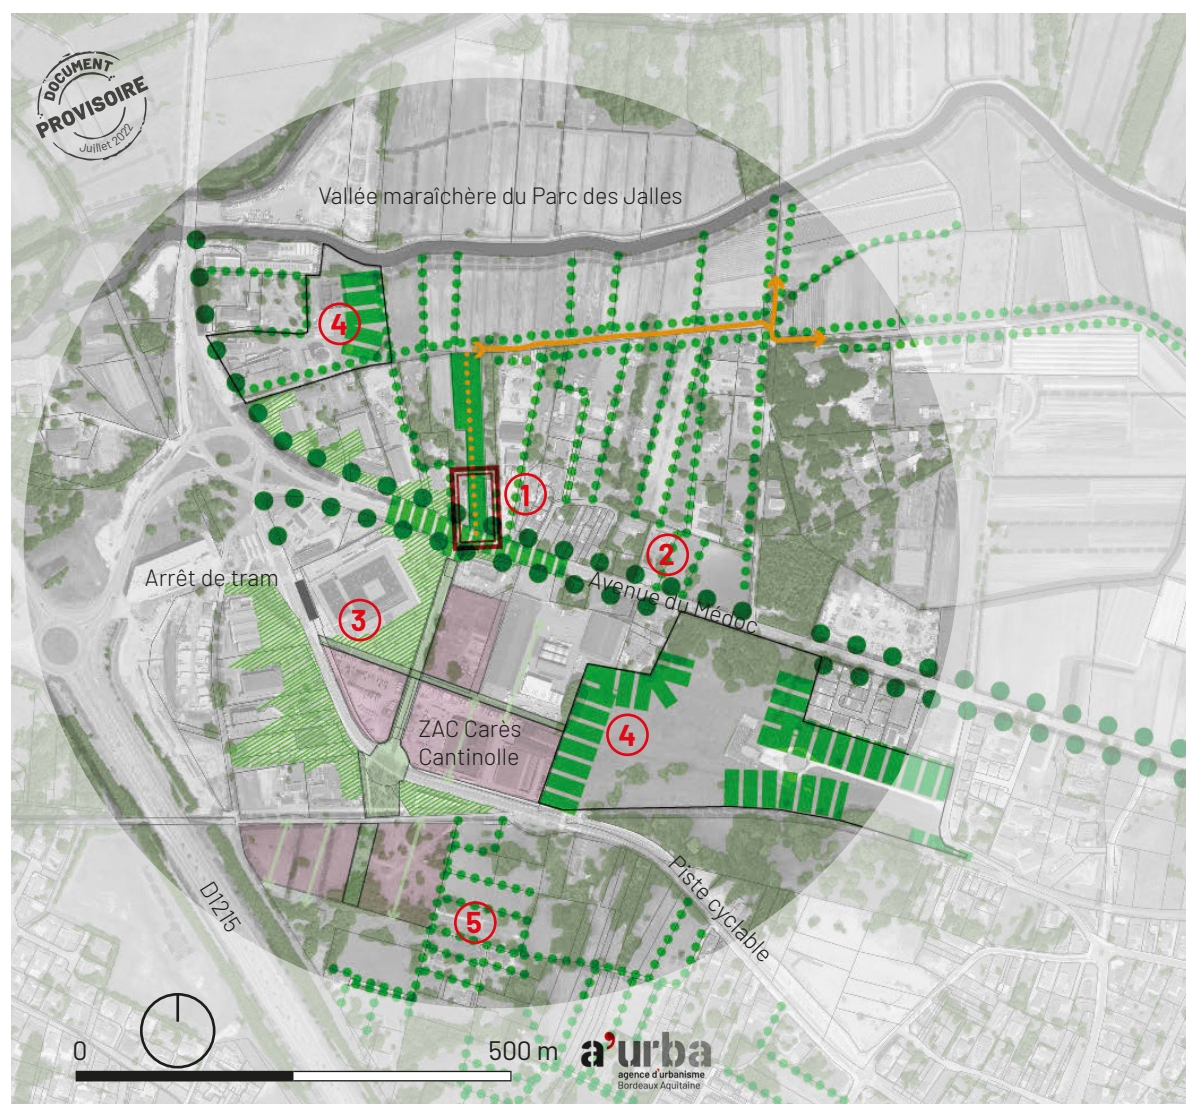 DOCUMENT
PROVISOIRE
Juillet 2022
Vallée maraîchère du Parc des Jalles
4
1
2
Arrêt de tram
Avenue du Médoc
3
ZAC Carès
Cantinolle
4
Piste cyclable
D1215
5
0
500 m
a'urba
agence d'urbanisme
Bordeaux Aquitaine